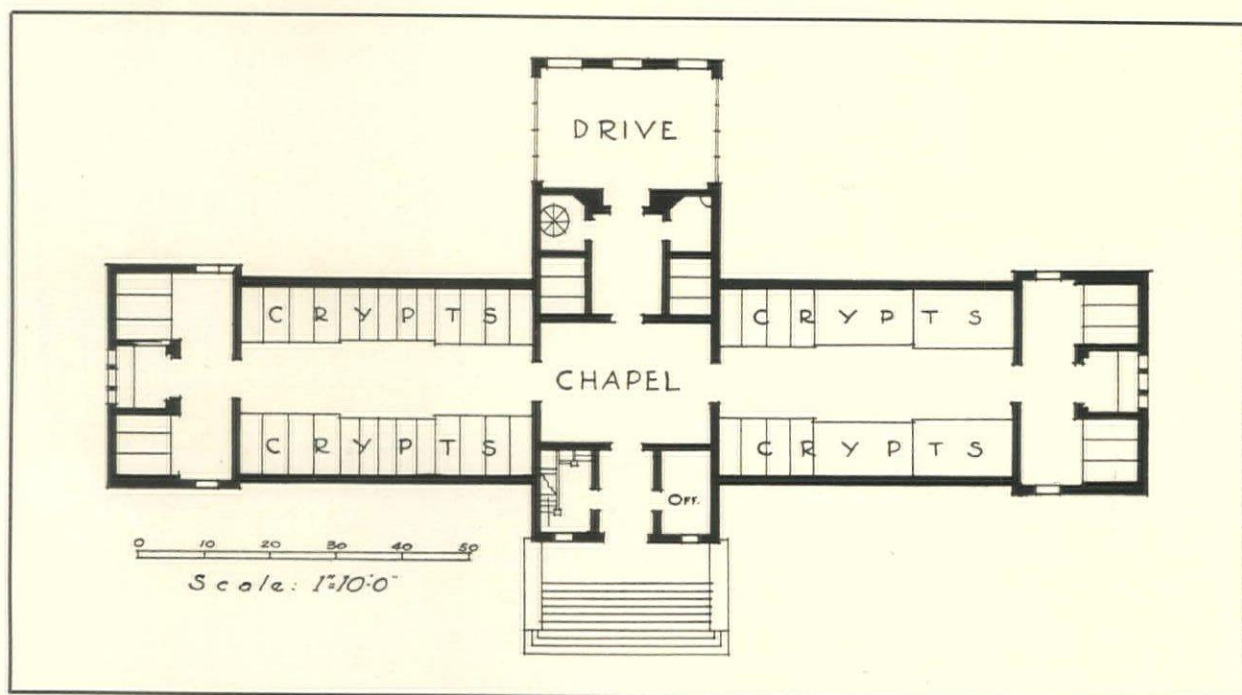 DRIVE
CRYPTS
CRYPTS
CHAPEL
CRYPTS
CRYPTS
OFF.
0 10 20 30 40 50
Scale: 1"=10'-0"